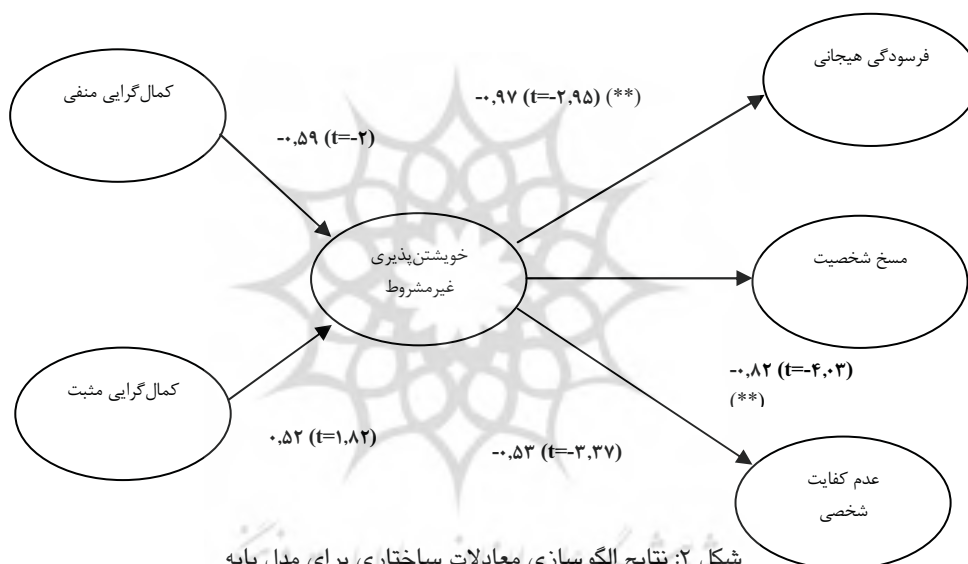 فرسودگی هیجانی
کمال‌گرایی منفی
-۰,۹۷ (t=-۲,۹۵) (**)
-۰,۵۹ (t=-۲)
خویشتن‌پذیری
غیرمشروط
مسخ شخصیت
-۰,۸۲ (t=-۴,۰۳)
(**)
کمال‌گرایی مثبت
۰,۵۲ (t=۱,۸۲)
-۰,۵۳ (t=-۳,۳۷)
عدم کفایت
شخصی
شکل ۲: نتایج الگوسازی معادلات ساختاری برای مدل پایه